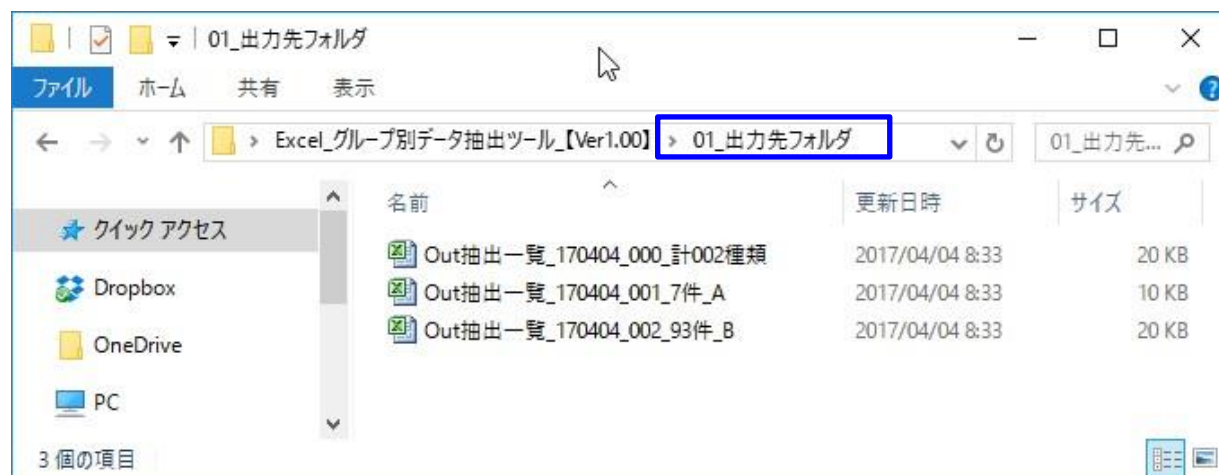 01_出力先フォルダ
ファイル ホーム 共有 表示
Excel_グループ別データ抽出ツール_【Ver1.00】 › 01_出力先フォルダ 01_出力先...
名前 更新日時 サイズ
クイック アクセス
Out抽出一覧_170404_000_計002種類 2017/04/04 8:33 20 KB
Dropbox
Out抽出一覧_170404_001_7件_A 2017/04/04 8:33 10 KB
Out抽出一覧_170404_002_93件_B 2017/04/04 8:33 20 KB
OneDrive
PC
3 個の項目